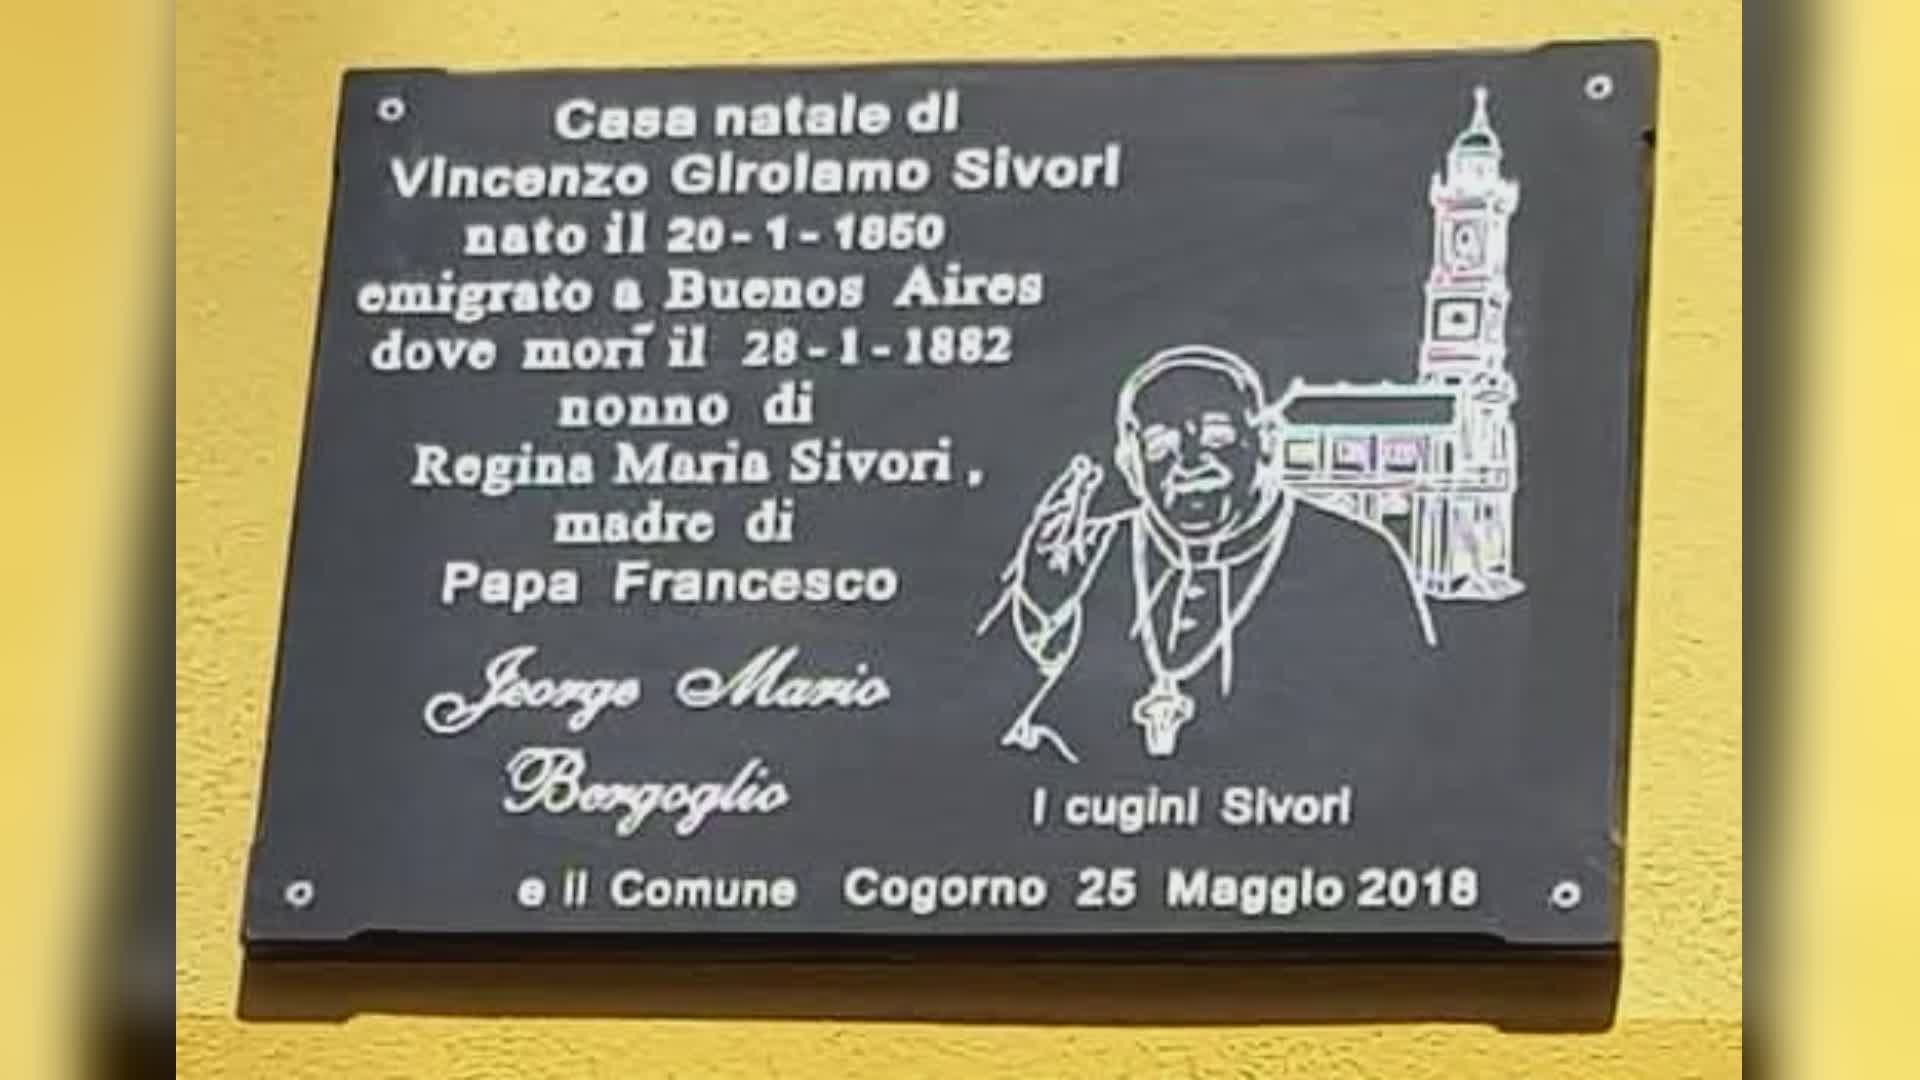 Casa natale di
Vincenzo Girolamo Sivori
nato il 20-1-1850
emigrato a Buenos Aires
dove morì il 28-1-1882
nonno di
Regina Maria Sivori,
madre di
Papa Francesco
Jeorge Mario
Bergoglio
I cugini Sivori
e il Comune Cogorno 25 Maggio 2018